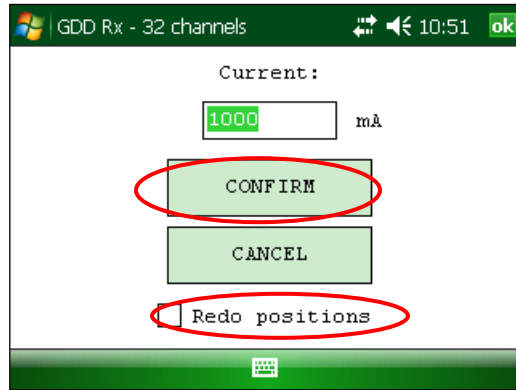 GDD Rx - 32 channels 10:51 ok
Current:
1000 mA
CONFIRM
CANCEL
Redo positions